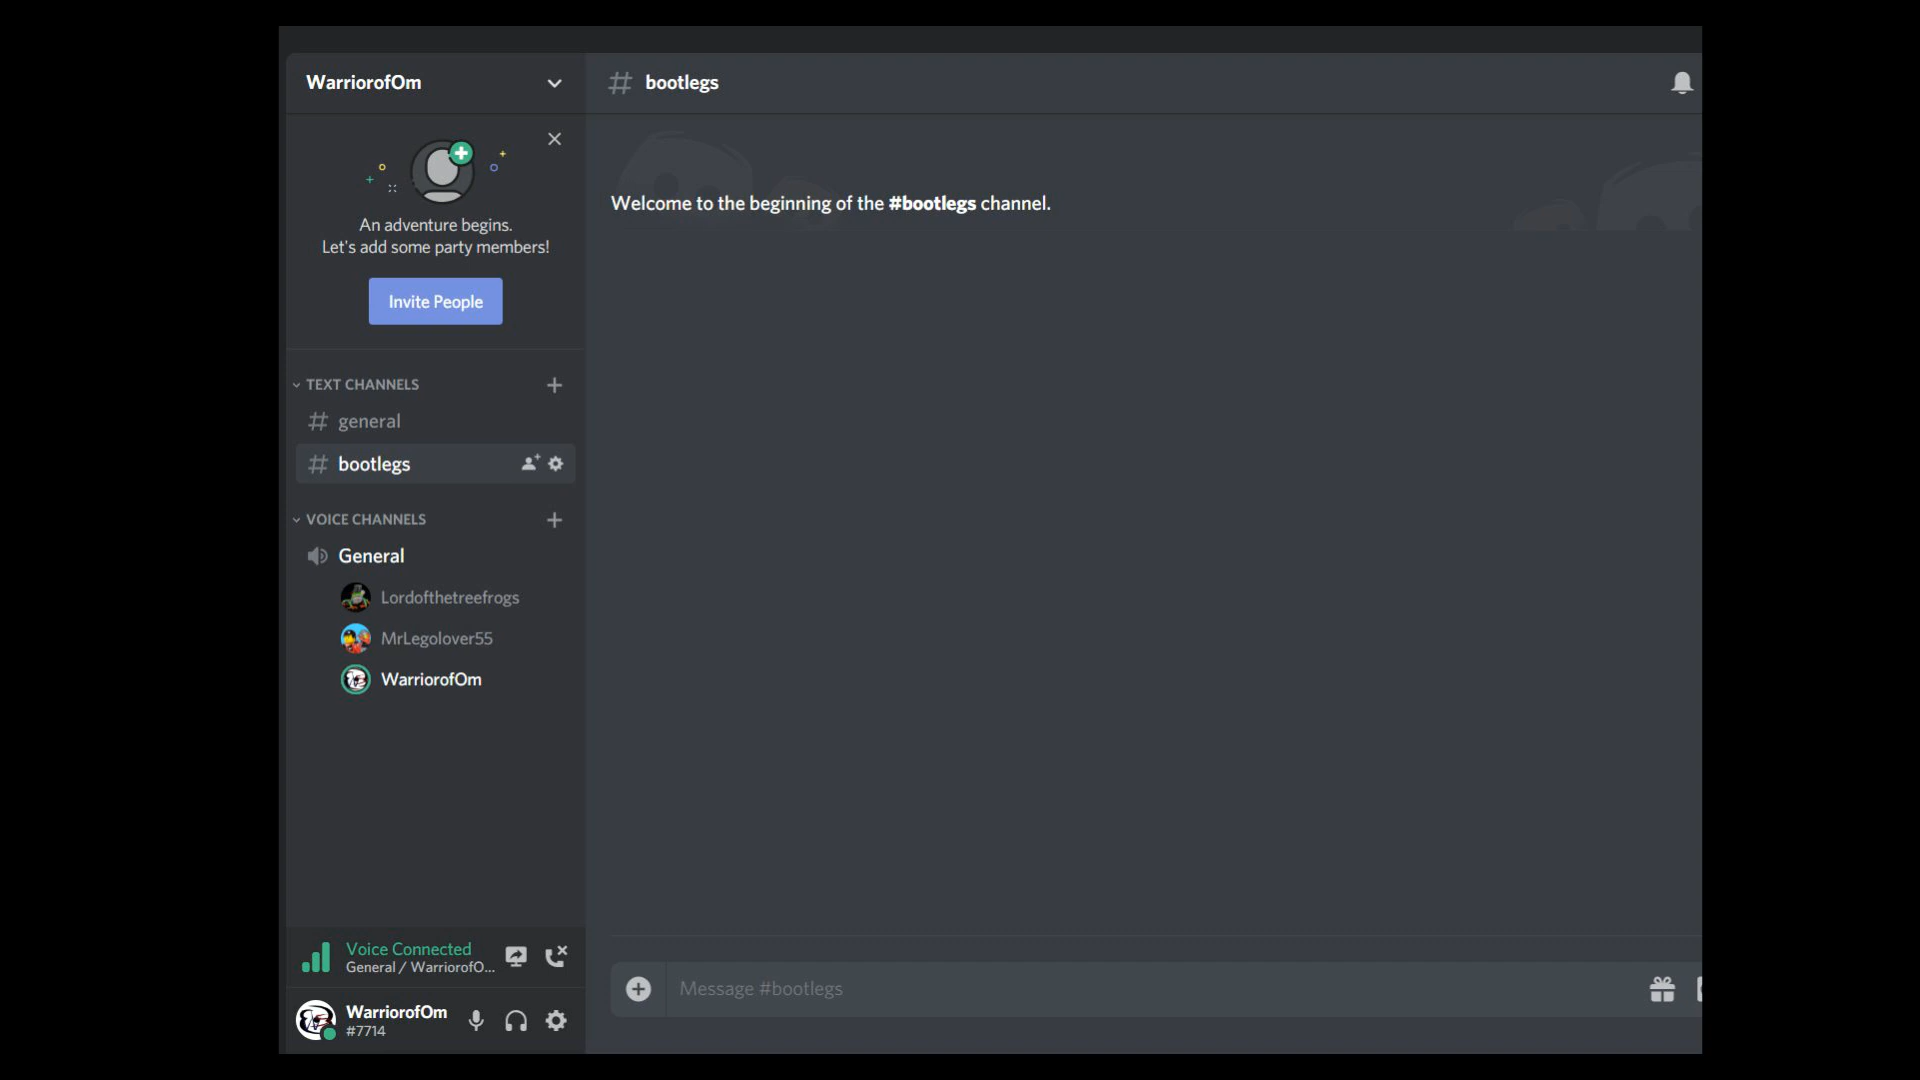 WarriorofOm
bootlegs
An adventure begins.
Let's add some party members!
Invite People
TEXT CHANNELS
general
bootlegs
VOICE CHANNELS
General
Lordofthetreefrogs
MrLegolover55
WarriorofOm
Voice Connected
General / WarriorofO...
WarriorofOm
#7714
Welcome to the beginning of the #bootlegs channel.
Message #bootlegs